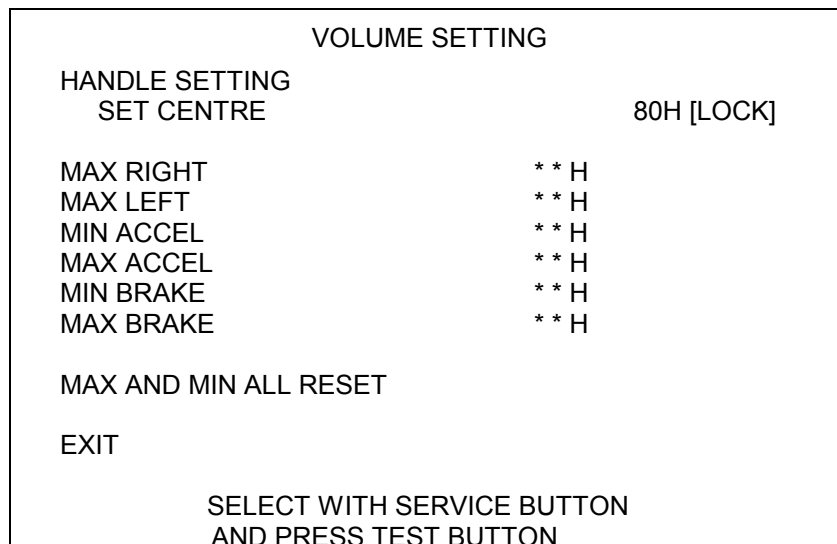 VOLUME SETTING
HANDLE SETTING
SET CENTRE 80H [LOCK]
MAX RIGHT * * H
MAX LEFT * * H
MIN ACCEL * * H
MAX ACCEL * * H
MIN BRAKE * * H
MAX BRAKE * * H
MAX AND MIN ALL RESET
EXIT
SELECT WITH SERVICE BUTTON
AND PRESS TEST BUTTON